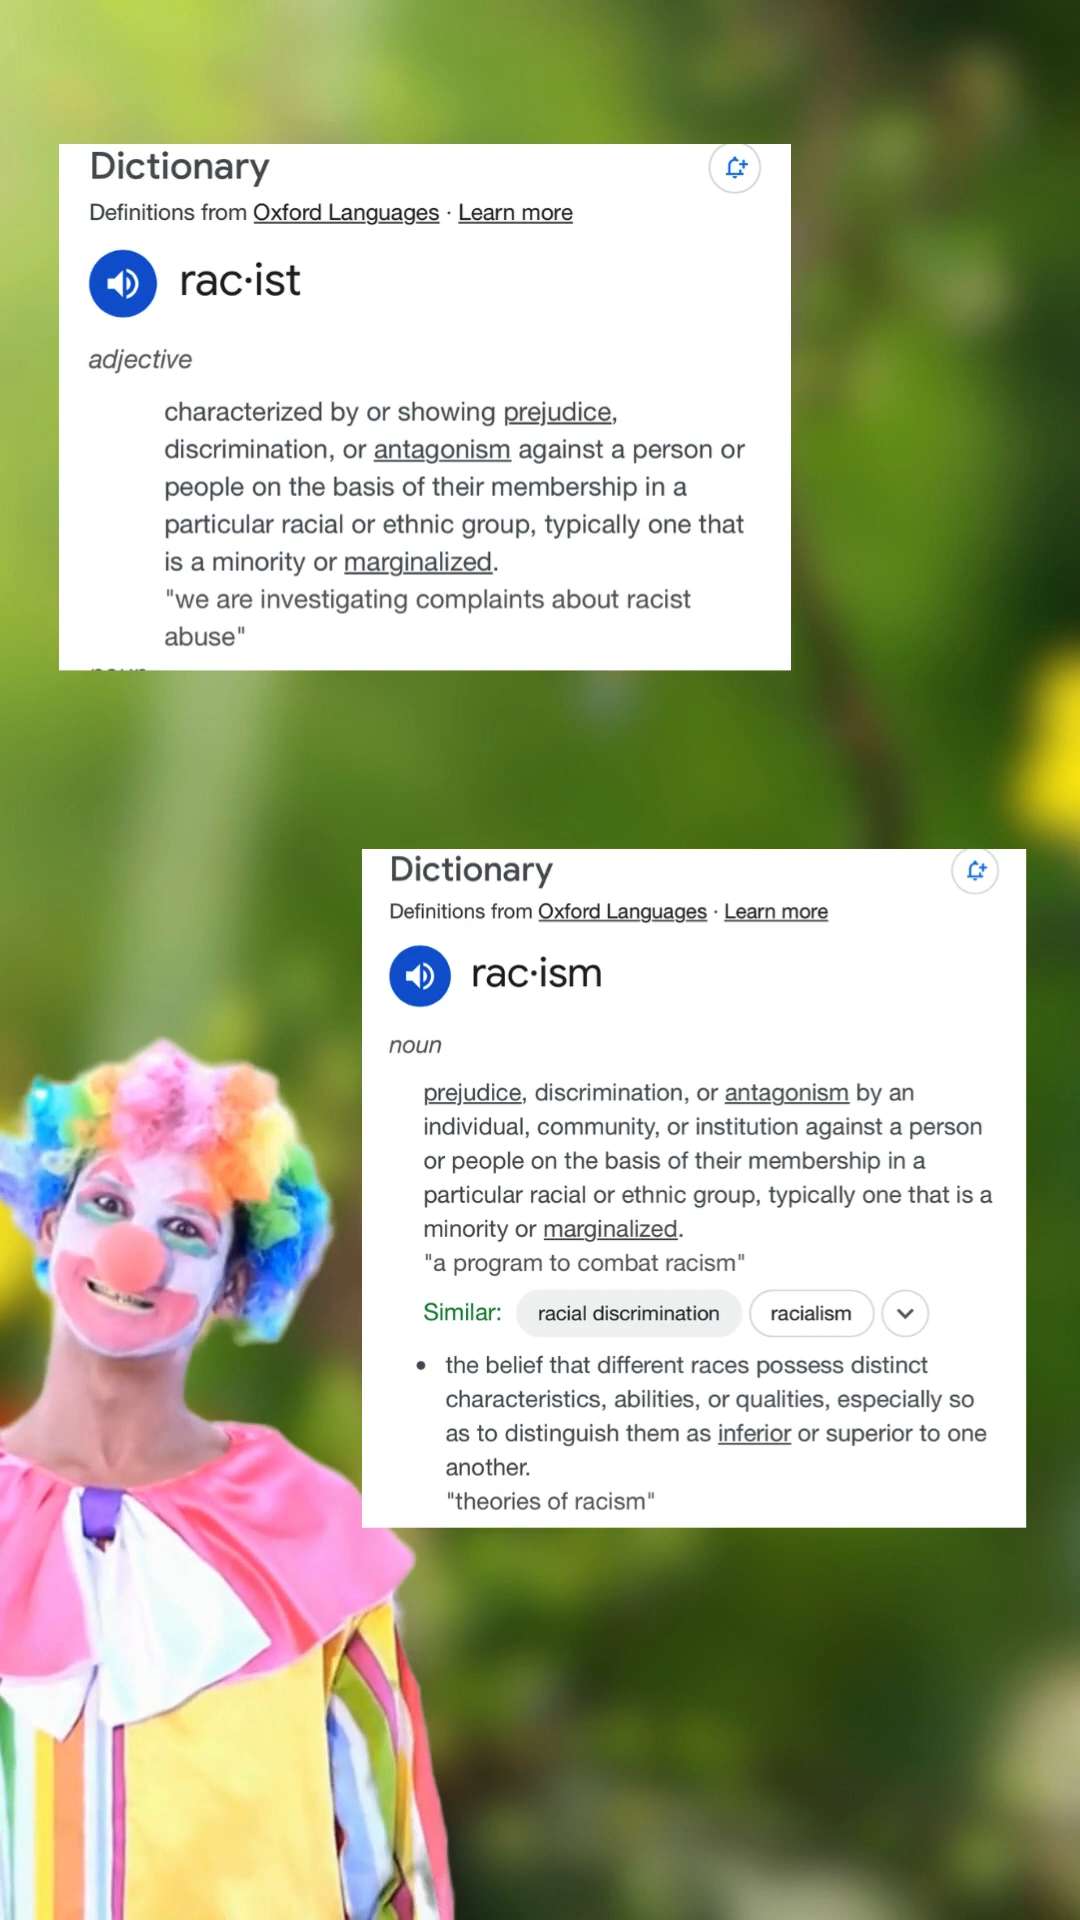 Dictionary
Definitions from Oxford Languages · Learn more
rac·ist
adjective
characterized by or showing prejudice,
discrimination, or antagonism against a person or
people on the basis of their membership in a
particular racial or ethnic group, typically one that
is a minority or marginalized.
"we are investigating complaints about racist
abuse"
Dictionary
Definitions from Oxford Languages · Learn more
rac·ism
noun
prejudice, discrimination, or antagonism by an
individual, community, or institution against a person
or people on the basis of their membership in a
particular racial or ethnic group, typically one that is a
minority or marginalized.
"a program to combat racism"
Similar: racial discrimination racialism
• the belief that different races possess distinct
characteristics, abilities, or qualities, especially so
as to distinguish them as inferior or superior to one
another.
"theories of racism"